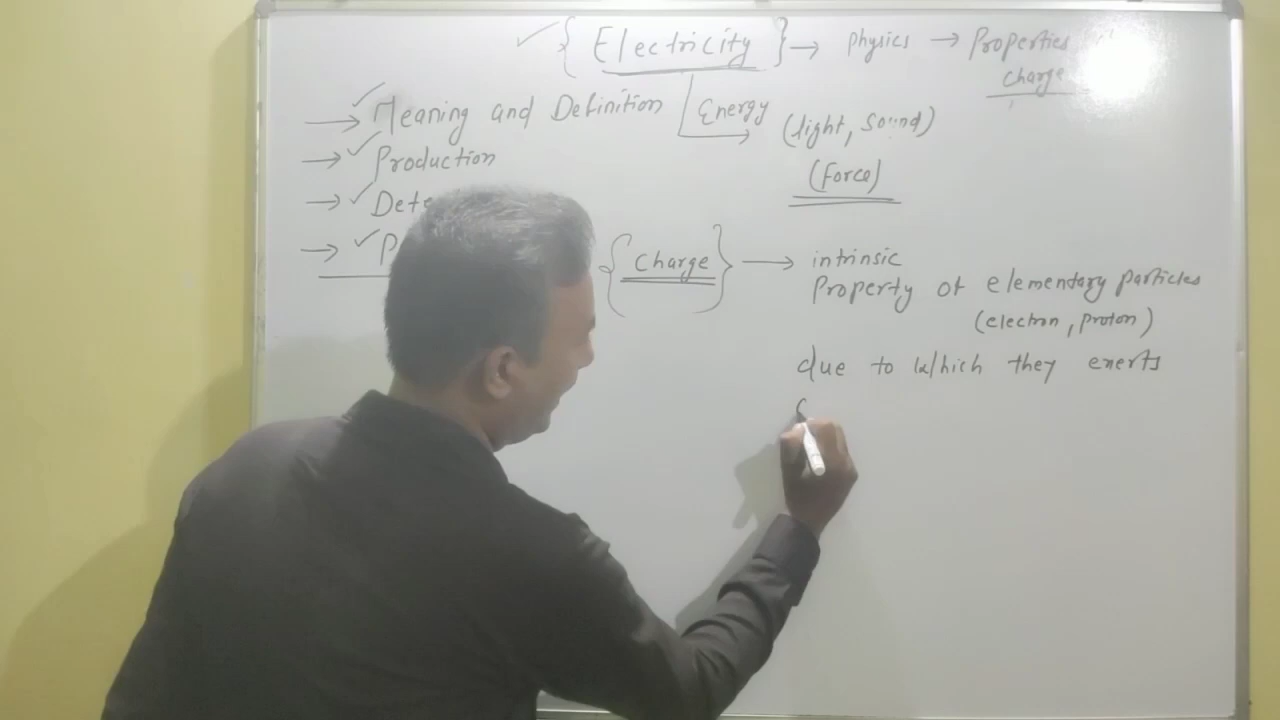 { Electricity } → Physics → Properties
charge
→ Meaning and Definition
Energy (light, sound)
(Force)
→ Production
→ Dete
→ P
{ Charge } → intrinsic
Property of elementary particles
(electron, proton)
due to which they exerts